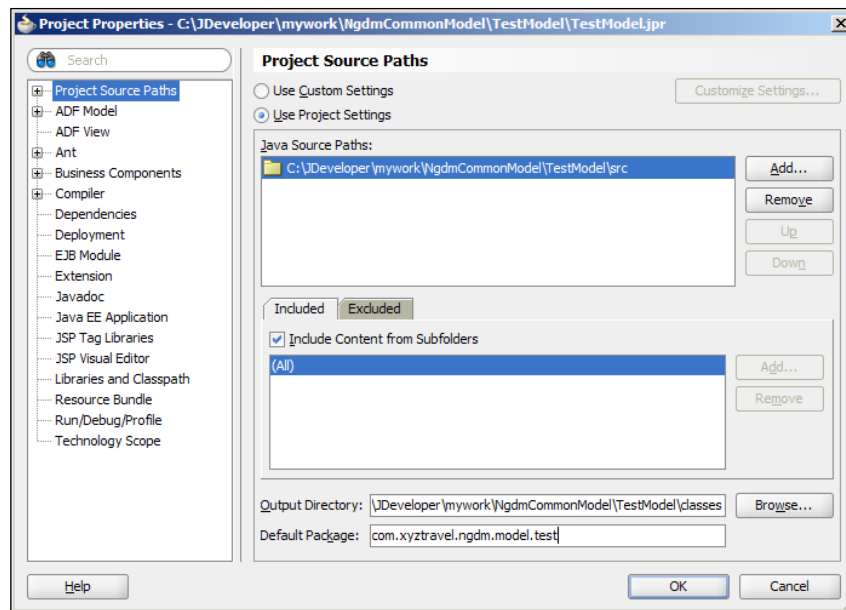 Project Properties - C:\JDeveloper\mywork\NgdmCommonModel\TestModel\TestModel.jpr
Search
Project Source Paths
ADF Model
ADF View
Ant
Business Components
Compiler
Dependencies
Deployment
EJB Module
Extension
Javadoc
Java EE Application
JSP Tag Libraries
JSP Visual Editor
Libraries and Classpath
Resource Bundle
Run/Debug/Profile
Technology Scope
Project Source Paths
Use Custom Settings
Customize Settings...
Use Project Settings
Java Source Paths:
C:\JDeveloper\mywork\NgdmCommonModel\TestModel\src
Add...
Remove
Up
Down
Included Excluded
Include Content from Subfolders
(All)
Add...
Remove
Output Directory: \JDeveloper\mywork\NgdmCommonModel\TestModel\classes Browse...
Default Package: com.xyztravel.ngdm.model.test
Help OK Cancel